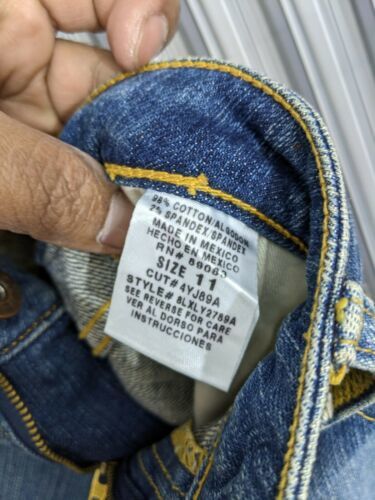 98% COTTON/ALGODON
2% SPANDEX/SPANDEX
MADE IN MEXICO
HECHO EN MEXICO
RN# 89063
SIZE 11
CUT# 4YJ89A
STYLE# 8LXLY2789A
SEE REVERSE FOR CARE
VER AL DORSO PARA
INSTRUCCIONES